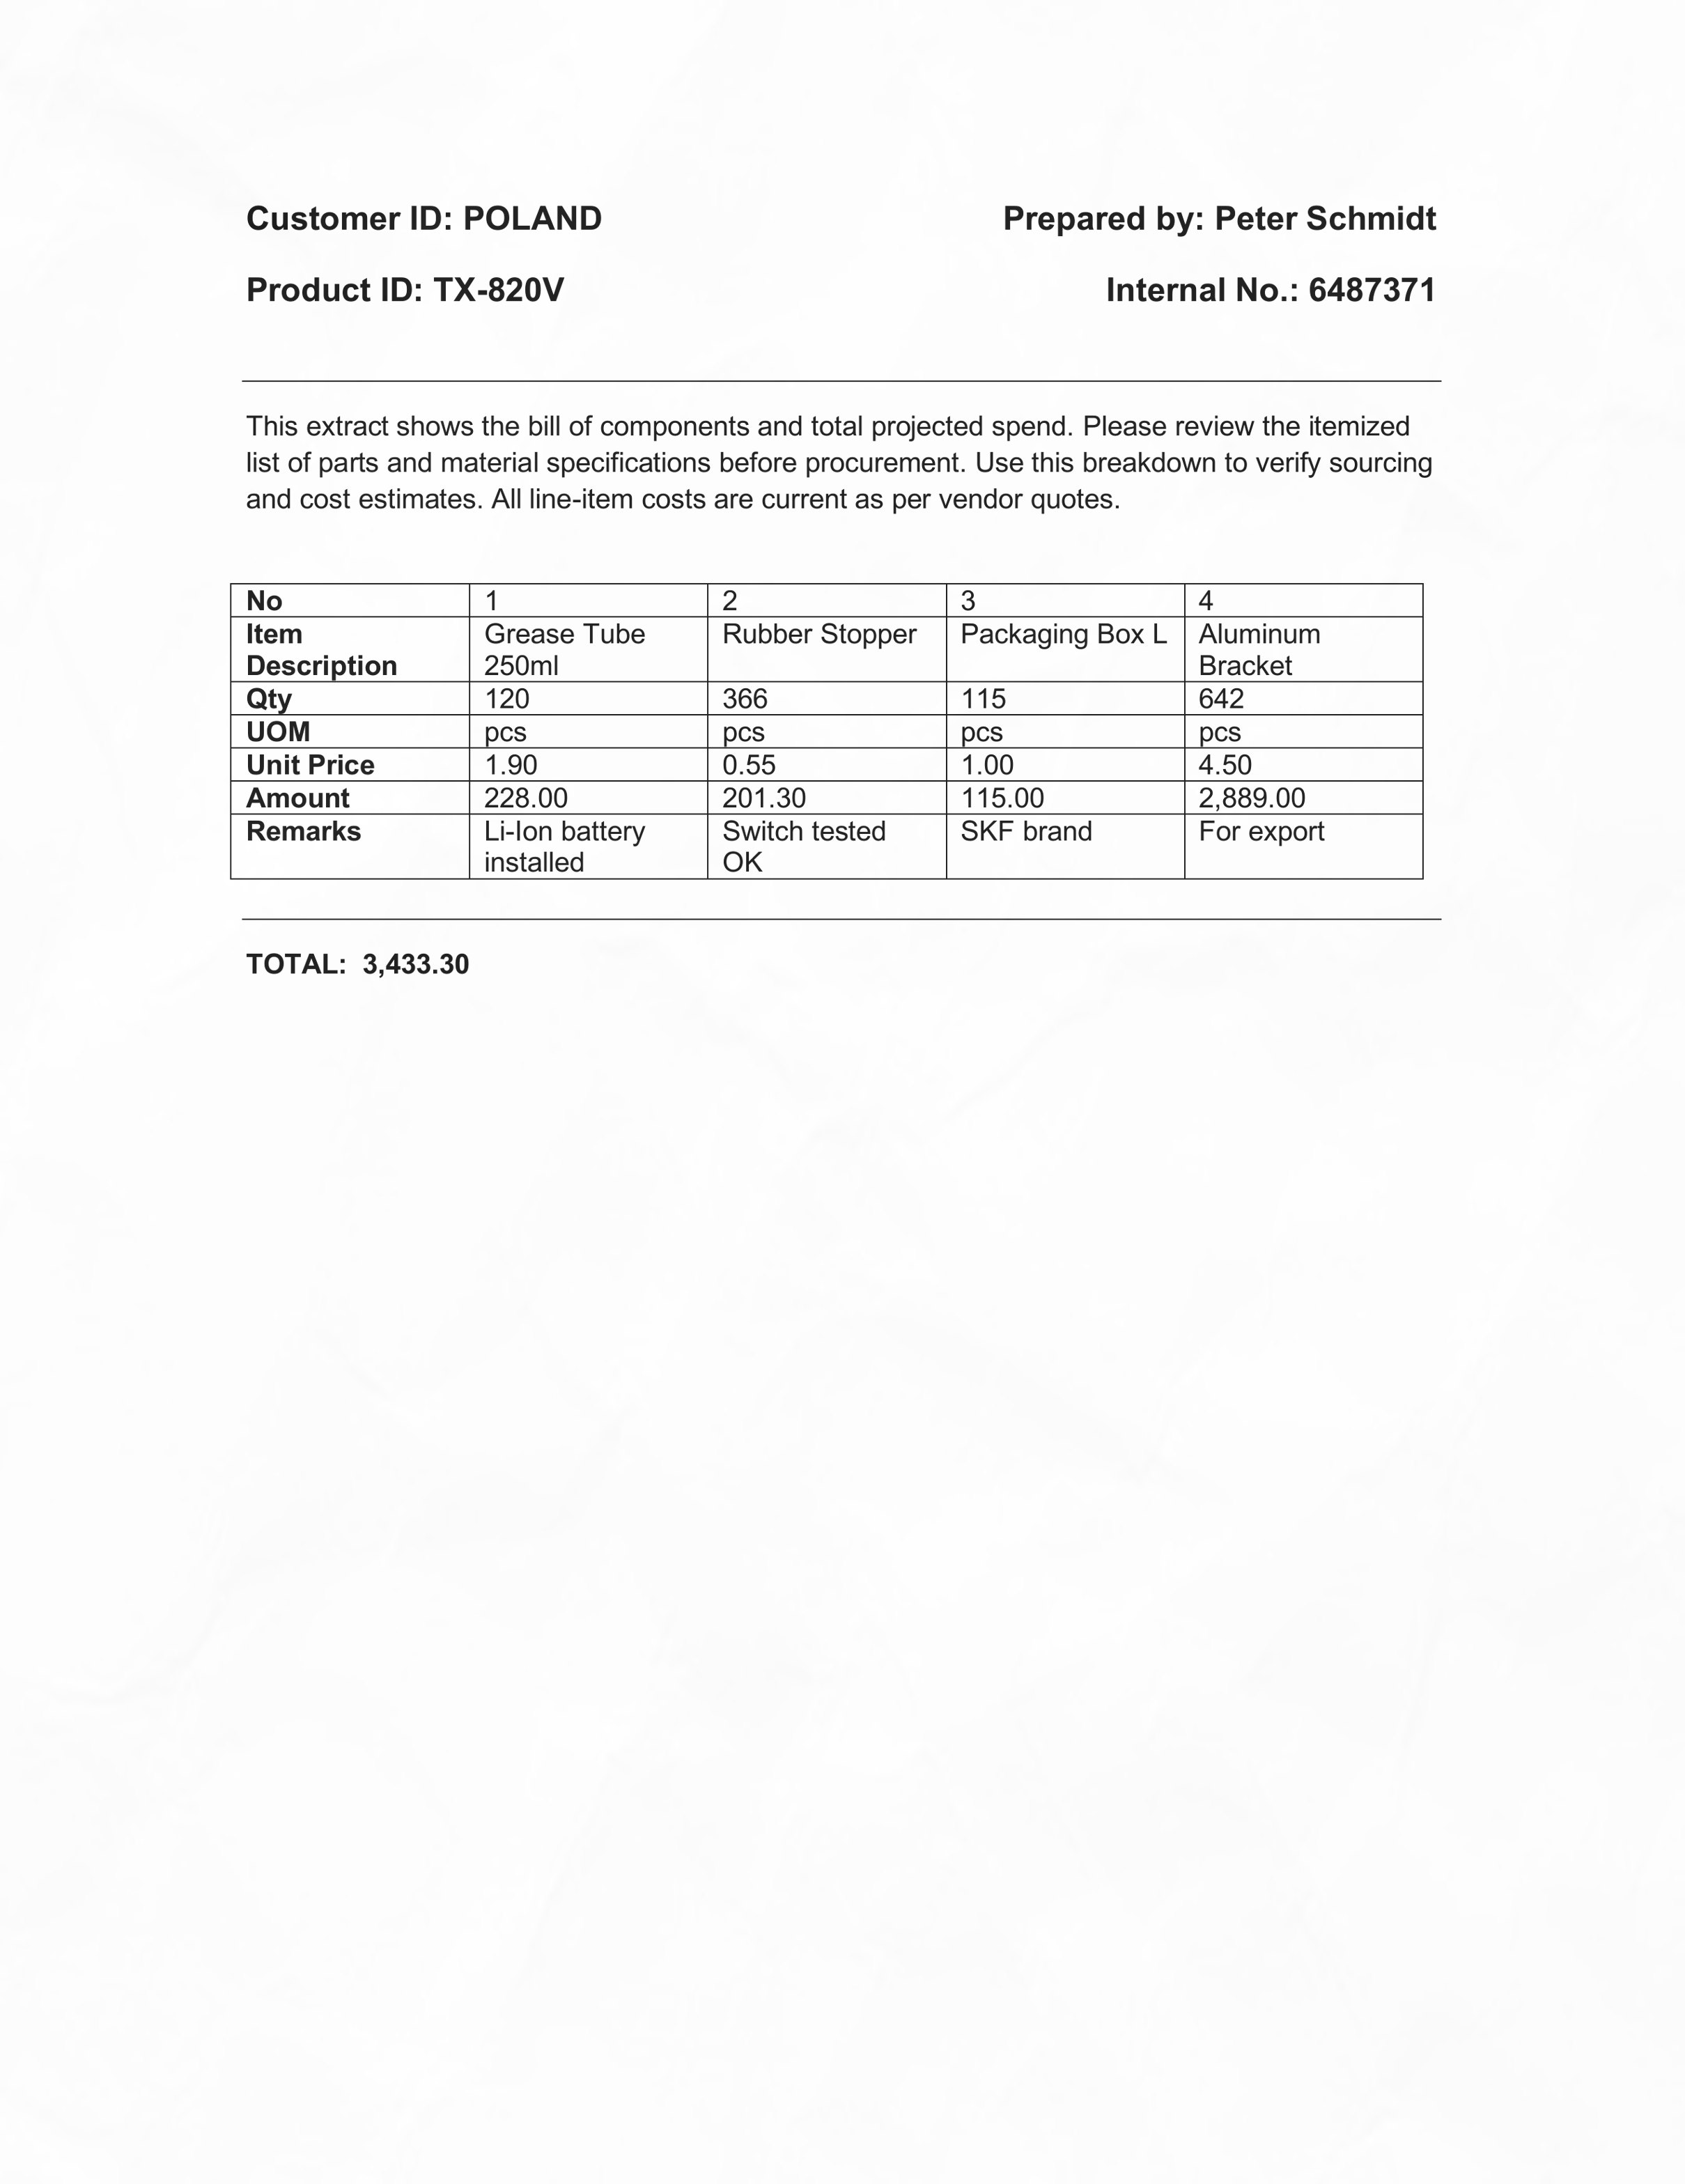 Customer ID: POLAND Prepared by: Peter Schmidt
Product ID: TX-820V Internal No.: 6487371
This extract shows the bill of components and total projected spend. Please review the itemized
list of parts and material specifications before procurement. Use this breakdown to verify sourcing
and cost estimates. All line-item costs are current as per vendor quotes.
No 1 2 3 4
Item Description Grease Tube 250ml Rubber Stopper Packaging Box L Aluminum Bracket
Qty 120 366 115 642
UOM pcs pcs pcs pcs
Unit Price 1.90 0.55 1.00 4.50
Amount 228.00 201.30 115.00 2,889.00
Remarks Li-Ion battery installed Switch tested OK SKF brand For export
TOTAL: 3,433.30